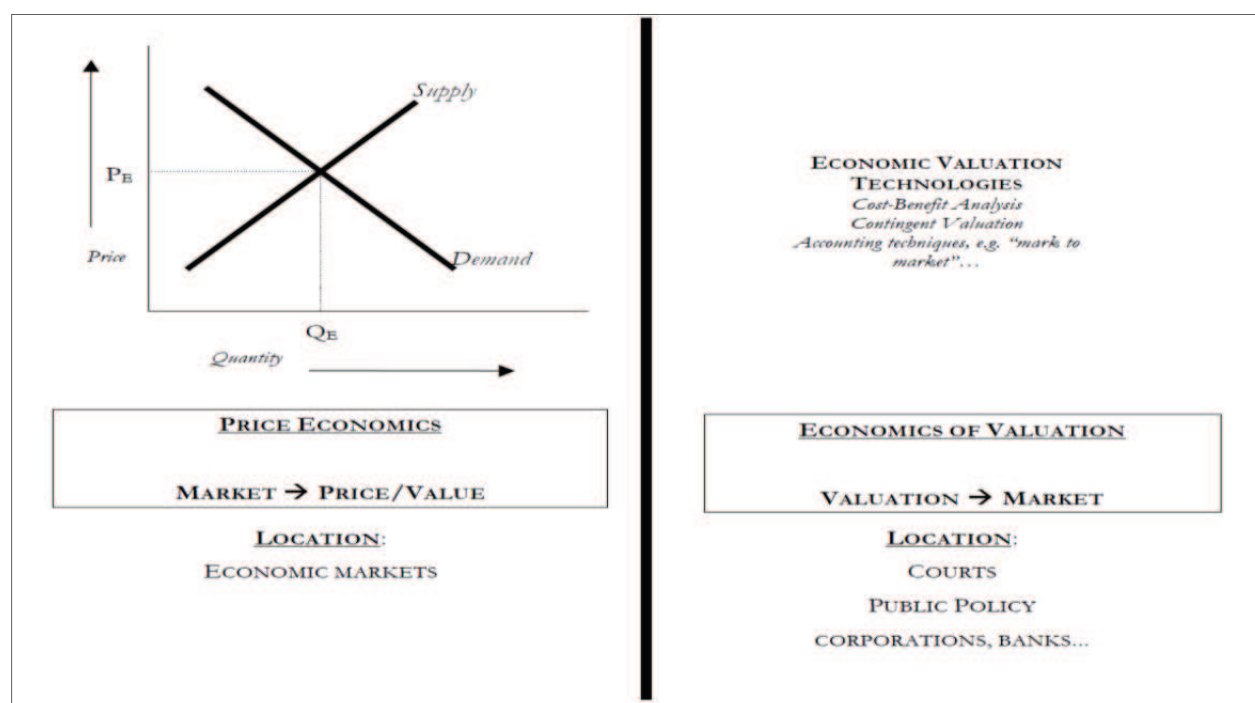 Supply
PE
Price
Demand
QE
Quantity
PRICE ECONOMICS
MARKET → PRICE/VALUE
LOCATION:
ECONOMIC MARKETS
ECONOMIC VALUATION
TECHNOLOGIES
Cost-Benefit Analysis
Contingent Valuation
Accounting techniques, e.g. “mark to
market”…
ECONOMICS OF VALUATION
VALUATION → MARKET
LOCATION:
COURTS
PUBLIC POLICY
CORPORATIONS, BANKS...